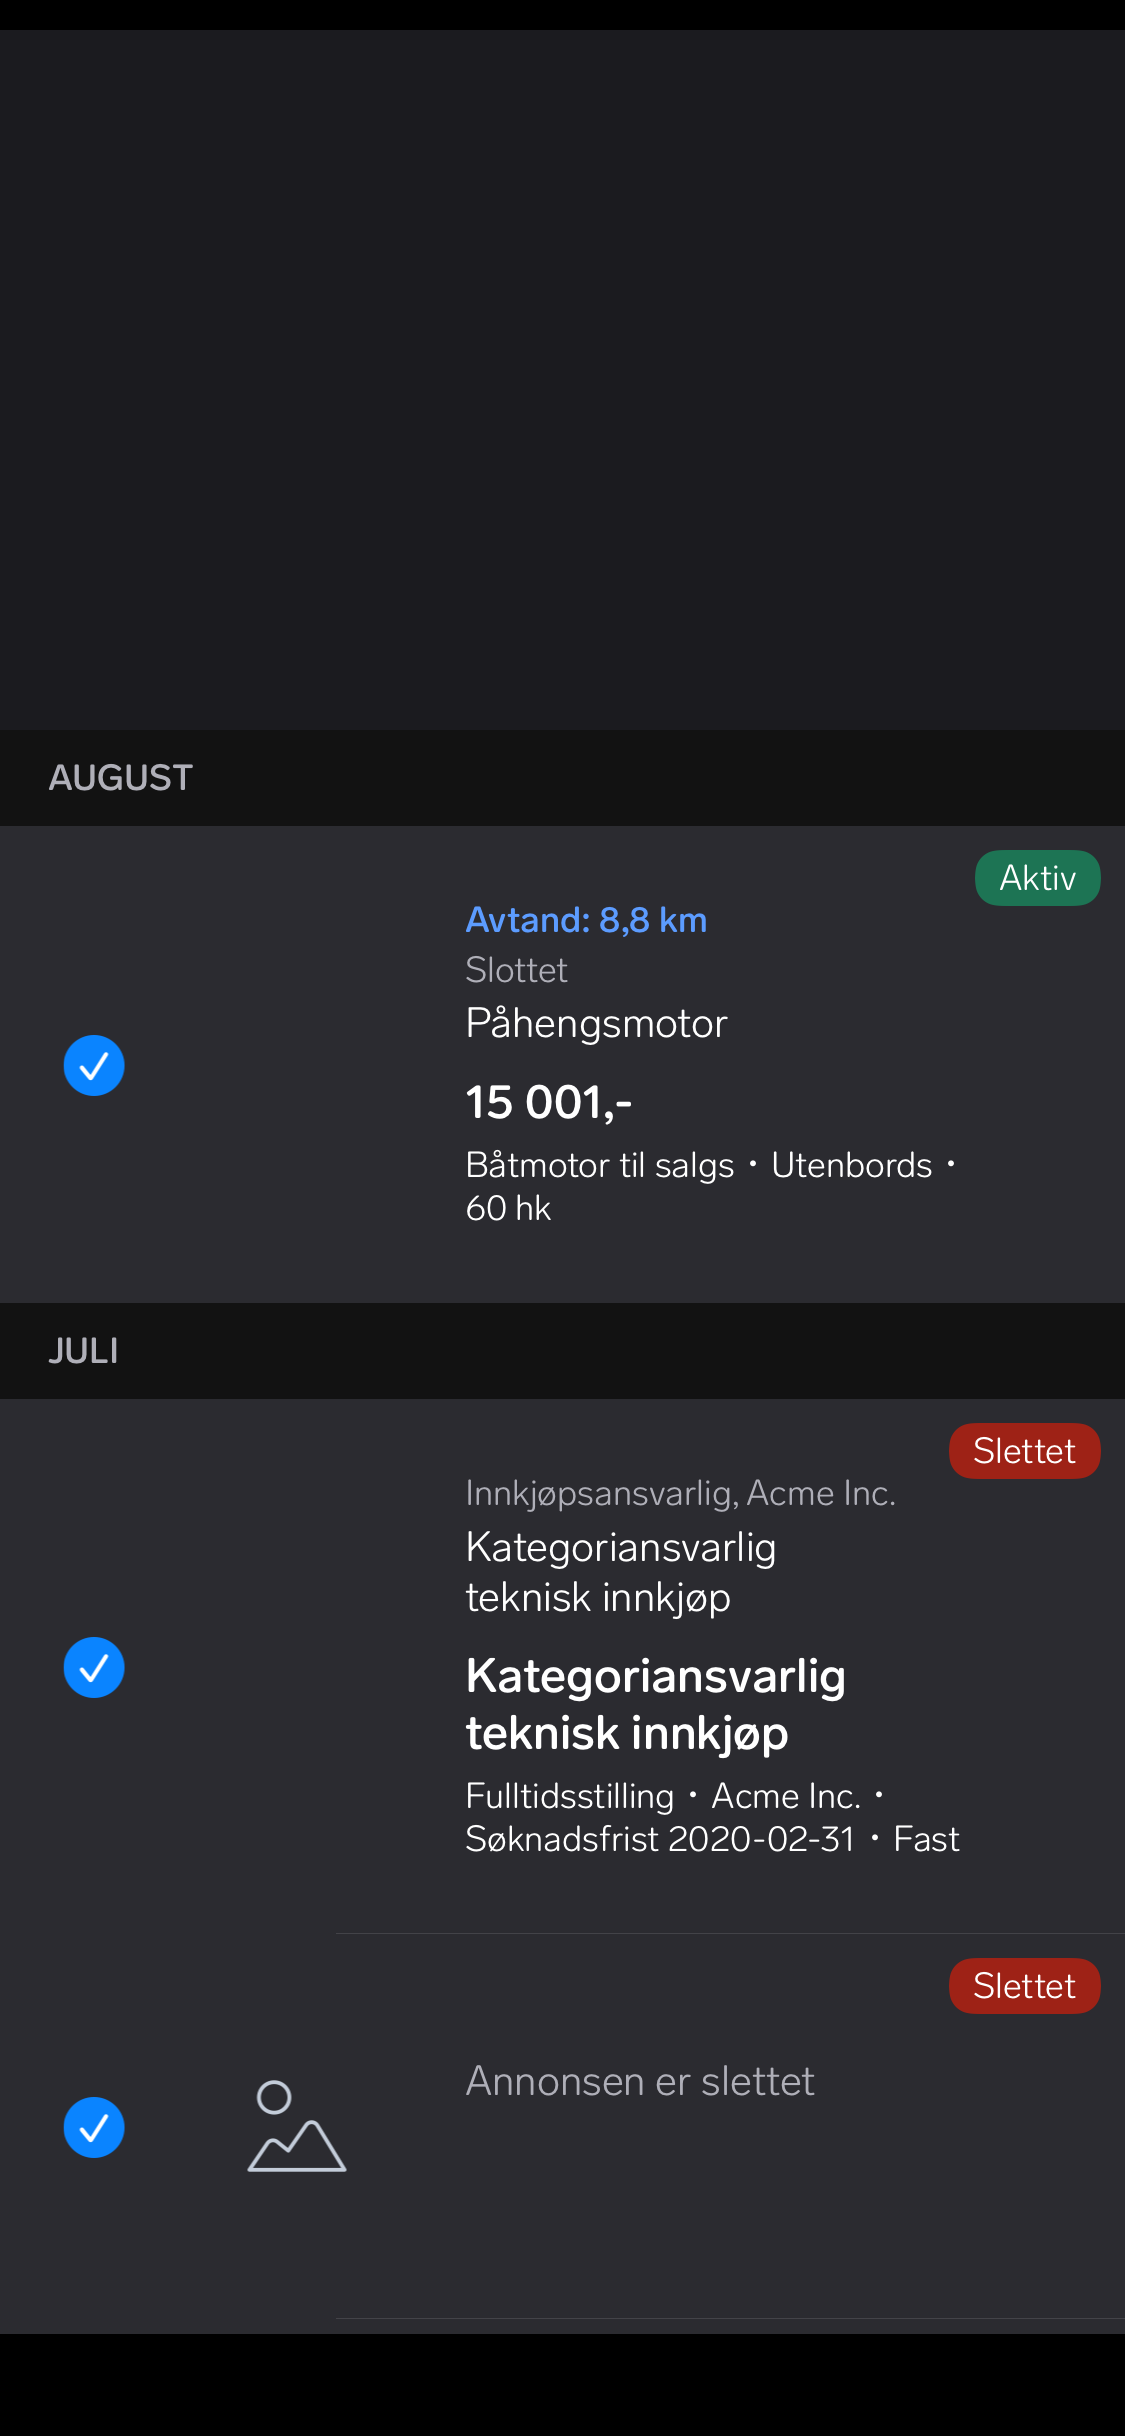 AUGUST
Aktiv
Avtand: 8,8 km
Slottet
Påhengsmotor
15 001,-
Båtmotor til salgs • Utenbords •
60 hk
JULI
Slettet
Innkjøpsansvarlig, Acme Inc.
Kategoriansvarlig
teknisk innkjøp
Kategoriansvarlig
teknisk innkjøp
Fulltidsstilling • Acme Inc. •
Søknadsfrist 2020-02-31 • Fast
Slettet
Annonsen er slettet